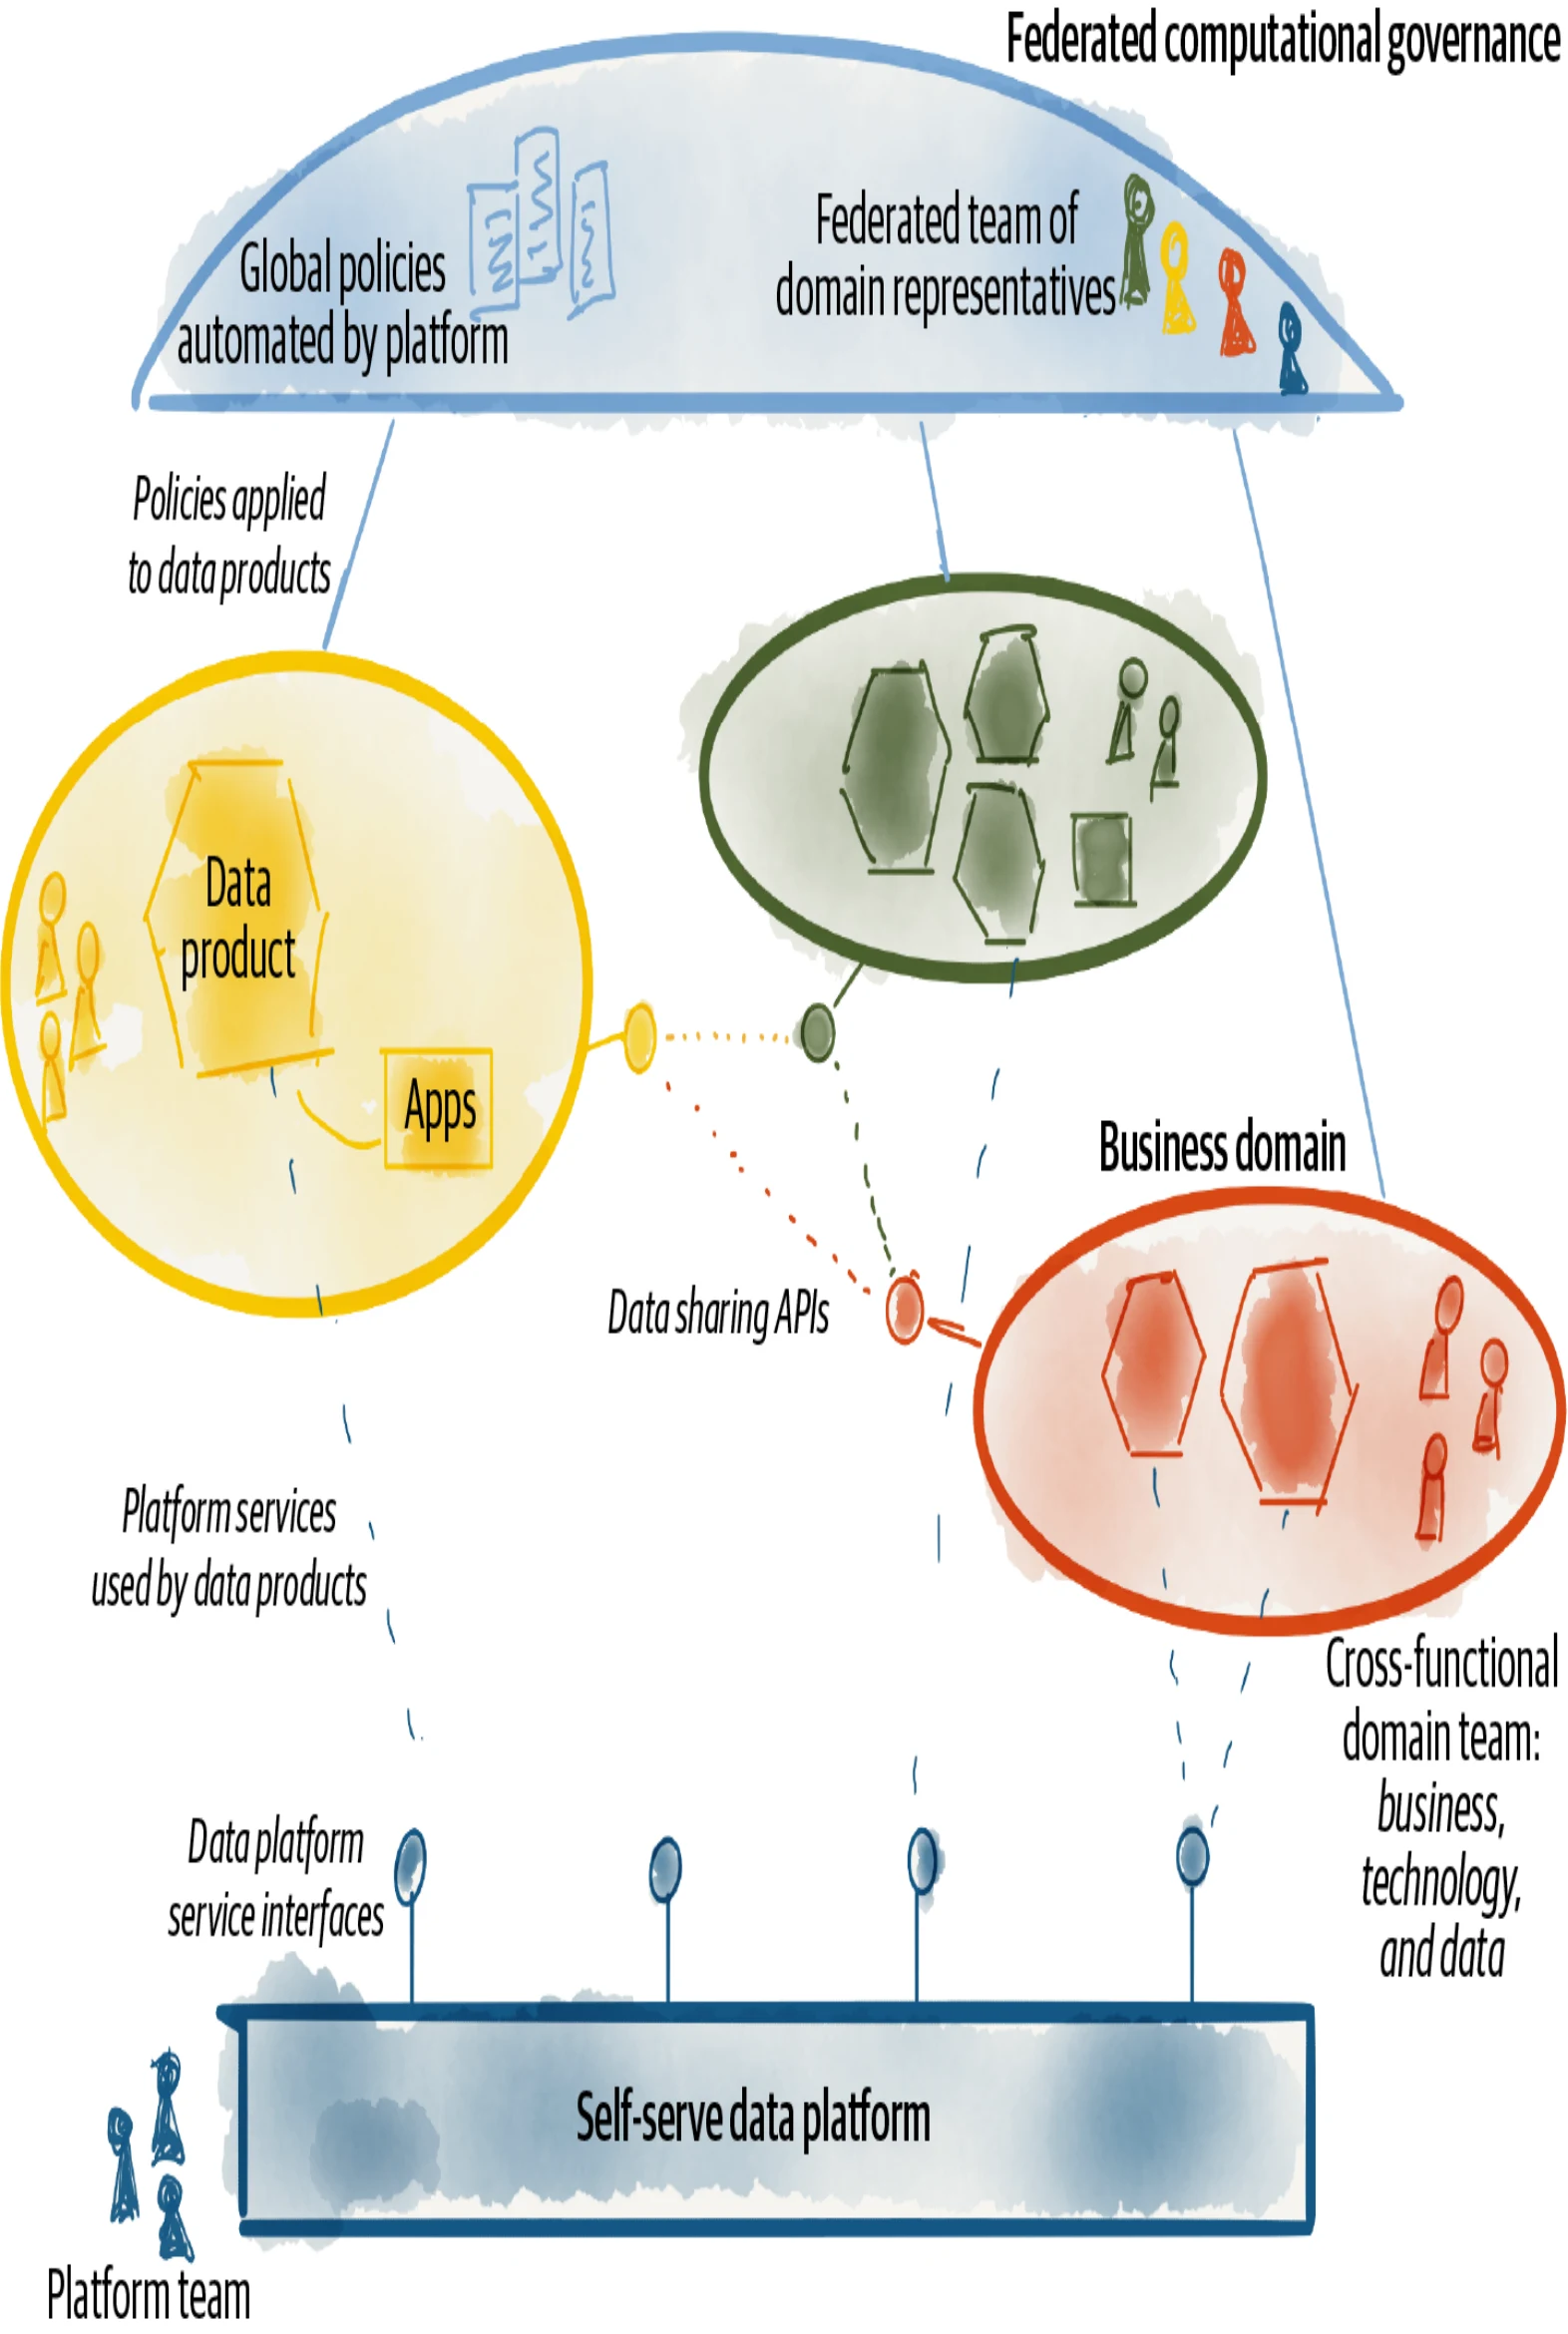 Federated computational governance
Global policies
automated by platform
Federated team of
domain representatives
Policies applied
to data products
Data
product
Apps
Business domain
Data sharing APIs
Platform services
used by data products
Cross-functional
domain team:
business,
technology,
and data
Data platform
service interfaces
Self-serve data platform
Platform team